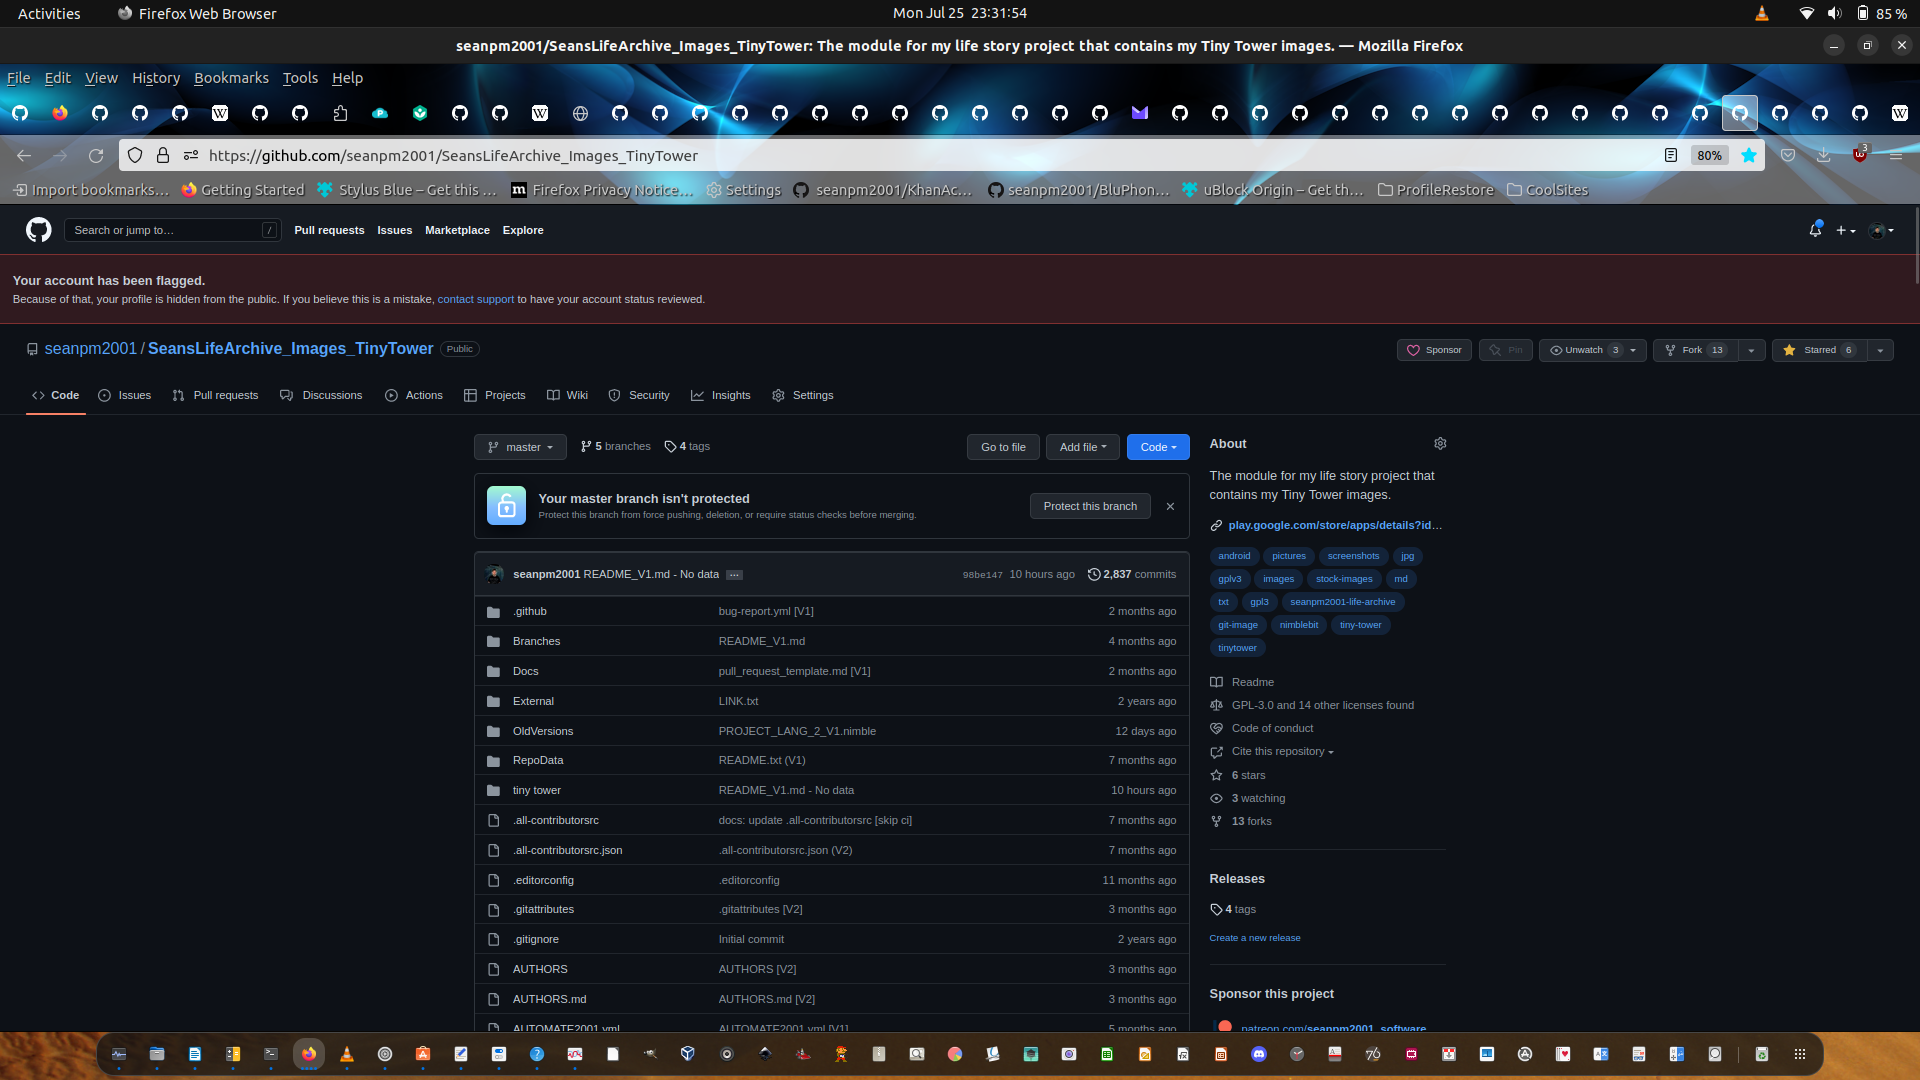 Activities Firefox Web Browser Mon Jul 25 23:31:54 85 %
seanpm2001/SeansLifeArchive_Images_TinyTower: The module for my life story project that contains my Tiny Tower images. — Mozilla Firefox
File Edit View History Bookmarks Tools Help
https://github.com/seanpm2001/SeansLifeArchive_Images_TinyTower 80% 3
Import bookmarks… Getting Started Stylus Blue – Get this … Firefox Privacy Notice… Settings seanpm2001/KhanAc… seanpm2001/BluPhon… uBlock Origin – Get th… ProfileRestore CoolSites
Search or jump to… / Pull requests Issues Marketplace Explore
Your account has been flagged.
Because of that, your profile is hidden from the public. If you believe this is a mistake, contact support to have your account status reviewed.
seanpm2001 / SeansLifeArchive_Images_TinyTower Public Sponsor Pin Unwatch 3 Fork 13 Starred 6
Code Issues Pull requests Discussions Actions Projects Wiki Security Insights Settings
master 5 branches 4 tags Go to file Add file Code
Your master branch isn't protected
Protect this branch from force pushing, deletion, or require status checks before merging.
Protect this branch
seanpm2001 README_V1.md - No data … 98be147 10 hours ago 2,837 commits
.github bug-report.yml [V1] 2 months ago
Branches README_V1.md 4 months ago
Docs pull_request_template.md [V1] 2 months ago
External LINK.txt 2 years ago
OldVersions PROJECT_LANG_2_V1.nimble 12 days ago
RepoData README.txt (V1) 7 months ago
tiny tower README_V1.md - No data 10 hours ago
.all-contributorsrc docs: update .all-contributorsrc [skip ci] 7 months ago
.all-contributorsrc.json .all-contributorsrc.json (V2) 7 months ago
.editorconfig .editorconfig 11 months ago
.gitattributes .gitattributes [V2] 3 months ago
.gitignore Initial commit 2 years ago
AUTHORS AUTHORS [V2] 3 months ago
AUTHORS.md AUTHORS.md [V2] 3 months ago
AUTOMATE2001.yml AUTOMATE2001.yml [V1] 5 months ago
About
The module for my life story project that
contains my Tiny Tower images.
play.google.com/store/apps/details?id…
android pictures screenshots jpg
gplv3 images stock-images md
txt gpl3 seanpm2001-life-archive
git-image nimblebit tiny-tower
tinytower
Readme
GPL-3.0 and 14 other licenses found
Code of conduct
Cite this repository
6 stars
3 watching
13 forks
Releases
4 tags
Create a new release
Sponsor this project
patreon.com/seanpm2001_software